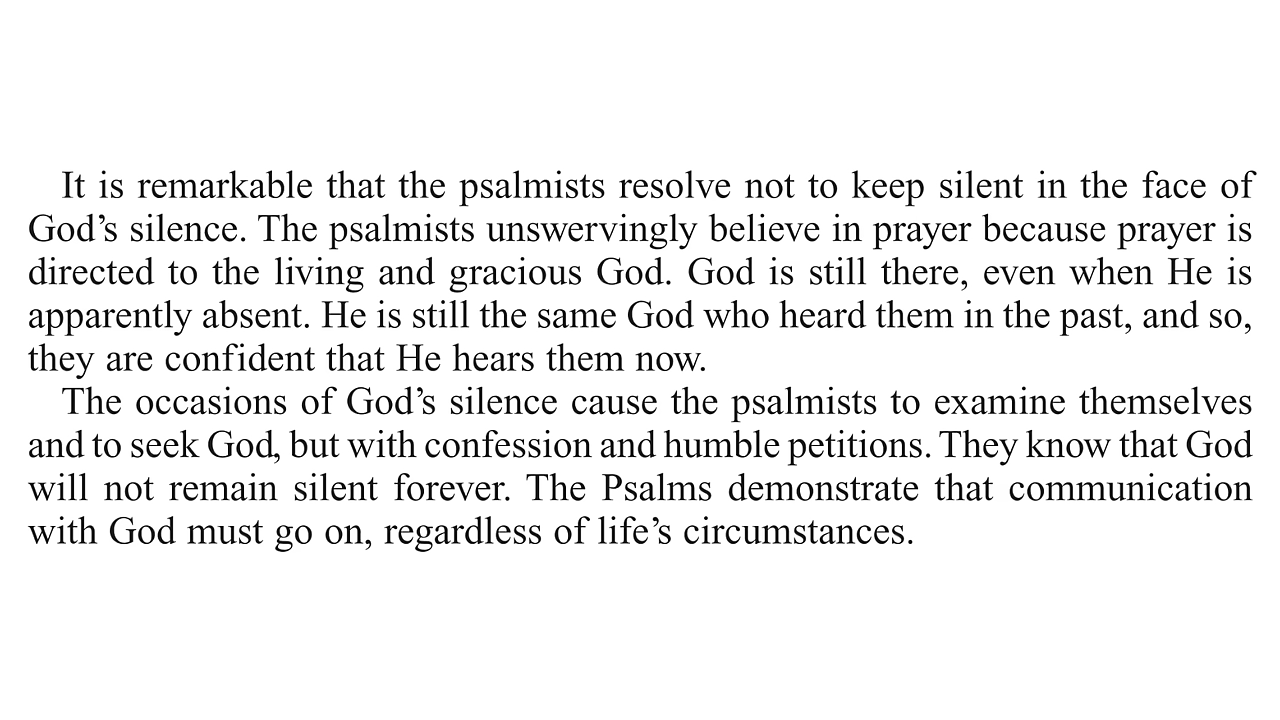 It is remarkable that the psalmists resolve not to keep silent in the face of
God’s silence. The psalmists unswervingly believe in prayer because prayer is
directed to the living and gracious God. God is still there, even when He is
apparently absent. He is still the same God who heard them in the past, and so,
they are confident that He hears them now.
The occasions of God’s silence cause the psalmists to examine themselves
and to seek God, but with confession and humble petitions. They know that God
will not remain silent forever. The Psalms demonstrate that communication
with God must go on, regardless of life’s circumstances.